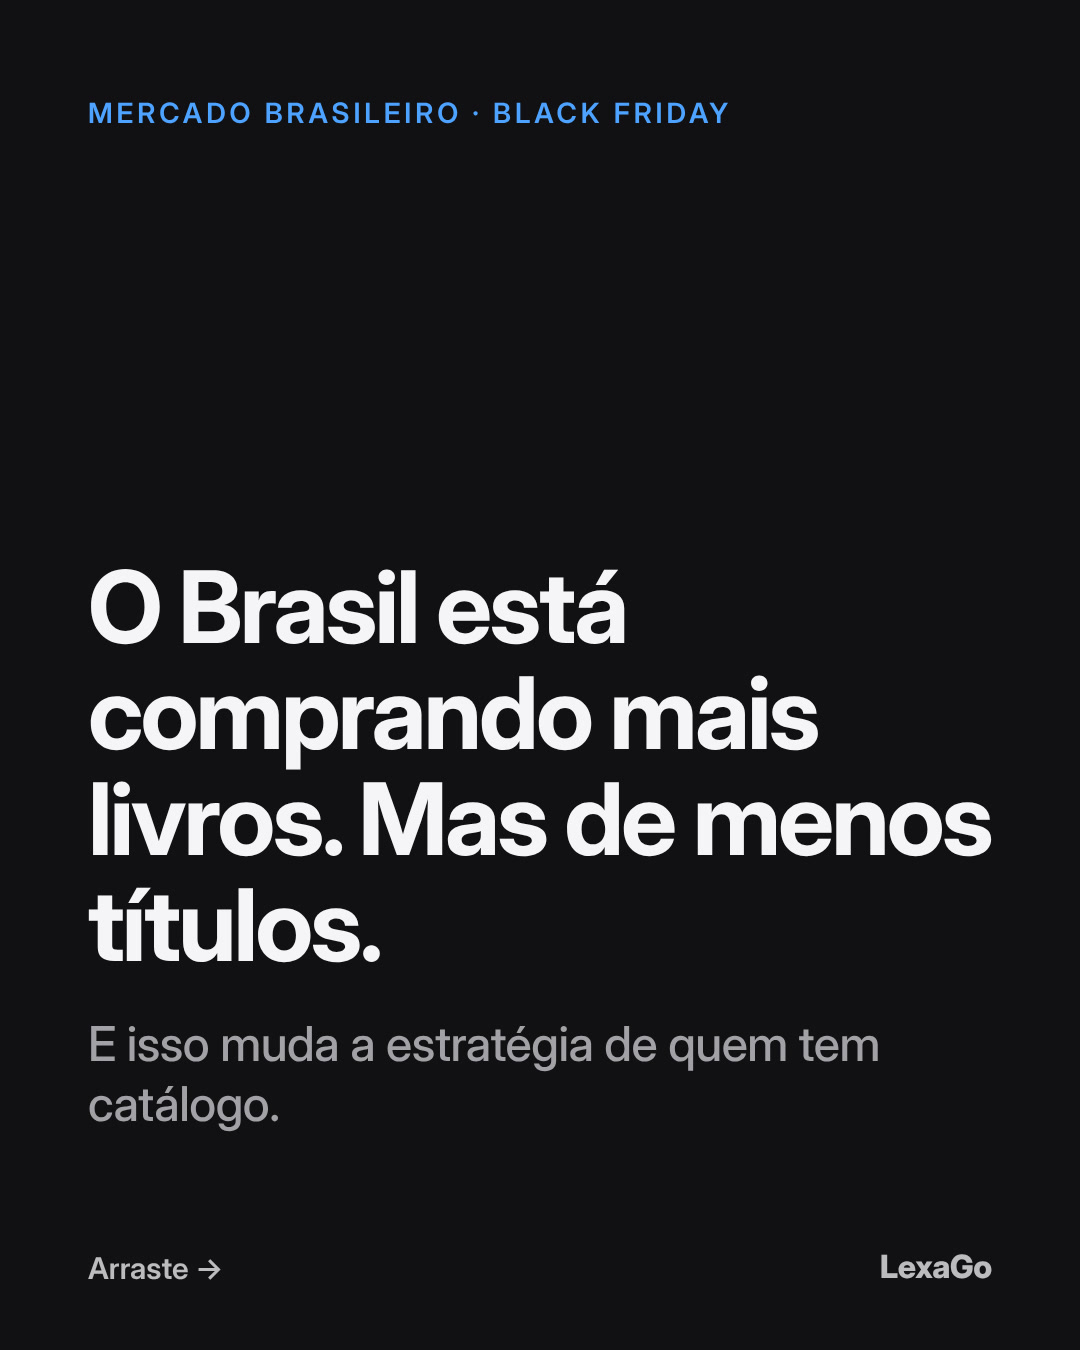 MERCADO BRASILEIRO · BLACK FRIDAY
O Brasil está
comprando mais
livros. Mas de menos
títulos.
E isso muda a estratégia de quem tem
catálogo.
Arraste →
LexaGo